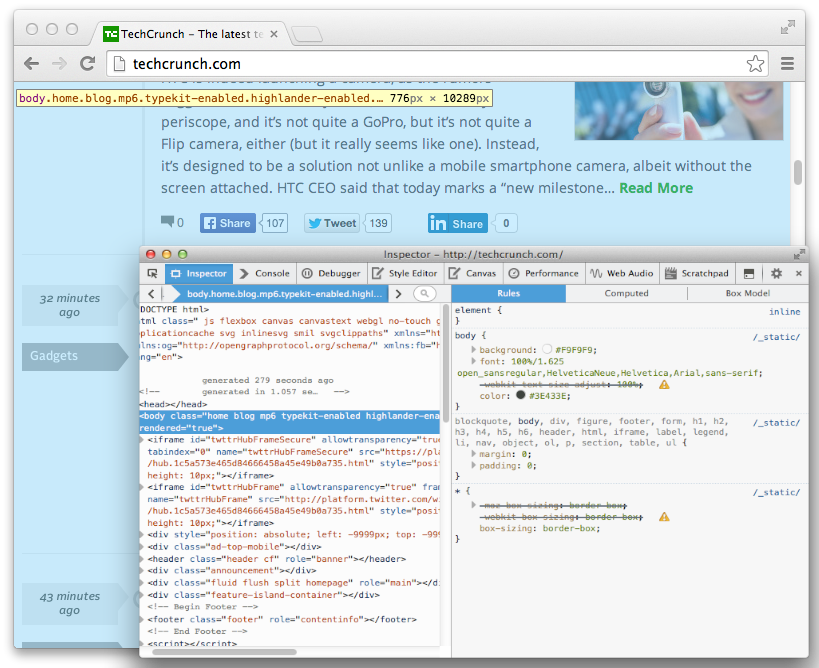 TechCrunch – The latest te
techcrunch.com
body.home.blog.mp6.typekit-enabled.highlander-enabled.… 776px × 10289px
periscope, and it's not quite a GoPro, but it's not quite a
Flip camera, either (but it really seems like one). Instead,
it's designed to be a solution not unlike a mobile smartphone camera, albeit without the
screen attached. HTC CEO said that today marks a "new milestone... Read More
0 Share 107 Tweet 139 in Share 0
32 minutes
ago
Gadgets
43 minutes
ago
Inspector – http://techcrunch.com/
Inspector Console Debugger Style Editor Canvas Performance Web Audio Scratchpad
body.home.blog.mp6.typekit-enabled.highl...
Rules Computed Box Model
DOCTYPE html>
html class=" js flexbox canvas canvastext webgl no-touch g
plicationcache svg inlinesvg smil svgclippaths" xmlns="ht
lns:og="http://opengraphprotocol.org/schema/" xmlns:fb="h
ang="en">
generated 279 seconds ago
<!-- generated in 1.057 se… -->
<head></head>
<body class="home blog mp6 typekit-enabled highlander-ena
rendered="true">
<iframe id="twttrHubFrameSecure" allowtransparency="true
tabindex="0" name="twttrHubFrameSecure" src="https://pla
/hub.1c5a573e465d84666458a45e49b0a735.html" style="posit
height: 10px;"></iframe>
<iframe id="twttrHubFrame" allowtransparency="true" fram
name="twttrHubFrame" src="http://platform.twitter.com/wi
/hub.1c5a573e465d84666458a45e49b0a735.html" style="posit
height: 10px;"></iframe>
<div style="position: absolute; left: -9999px; top: -999
<div class="ad-top-mobile"></div>
<header class="header cf" role="banner"></header>
<div class="announcement"></div>
<div class="fluid flush split homepage" role="main"></di
<div class="feature-island-container"></div>
<!-- Begin Footer -->
<footer class="footer" role="contentinfo"></footer>
<!-- End Footer -->
<script></script>
element { inline
}
body { /_static/
background: #F9F9F9;
font: 100%/1.625
open_sansregular,HelveticaNeue,Helvetica,Arial,sans-serif;
-webkit-text-size-adjust: 100%;
color: #3E433E;
}
blockquote, body, div, figure, footer, form, h1, h2, /_static/
h3, h4, h5, h6, header, html, iframe, label, legend,
li, nav, object, ol, p, section, table, ul {
margin: 0;
padding: 0;
}
* { /_static/
-moz-box-sizing: border-box;
-webkit-box-sizing: border-box;
box-sizing: border-box;
}